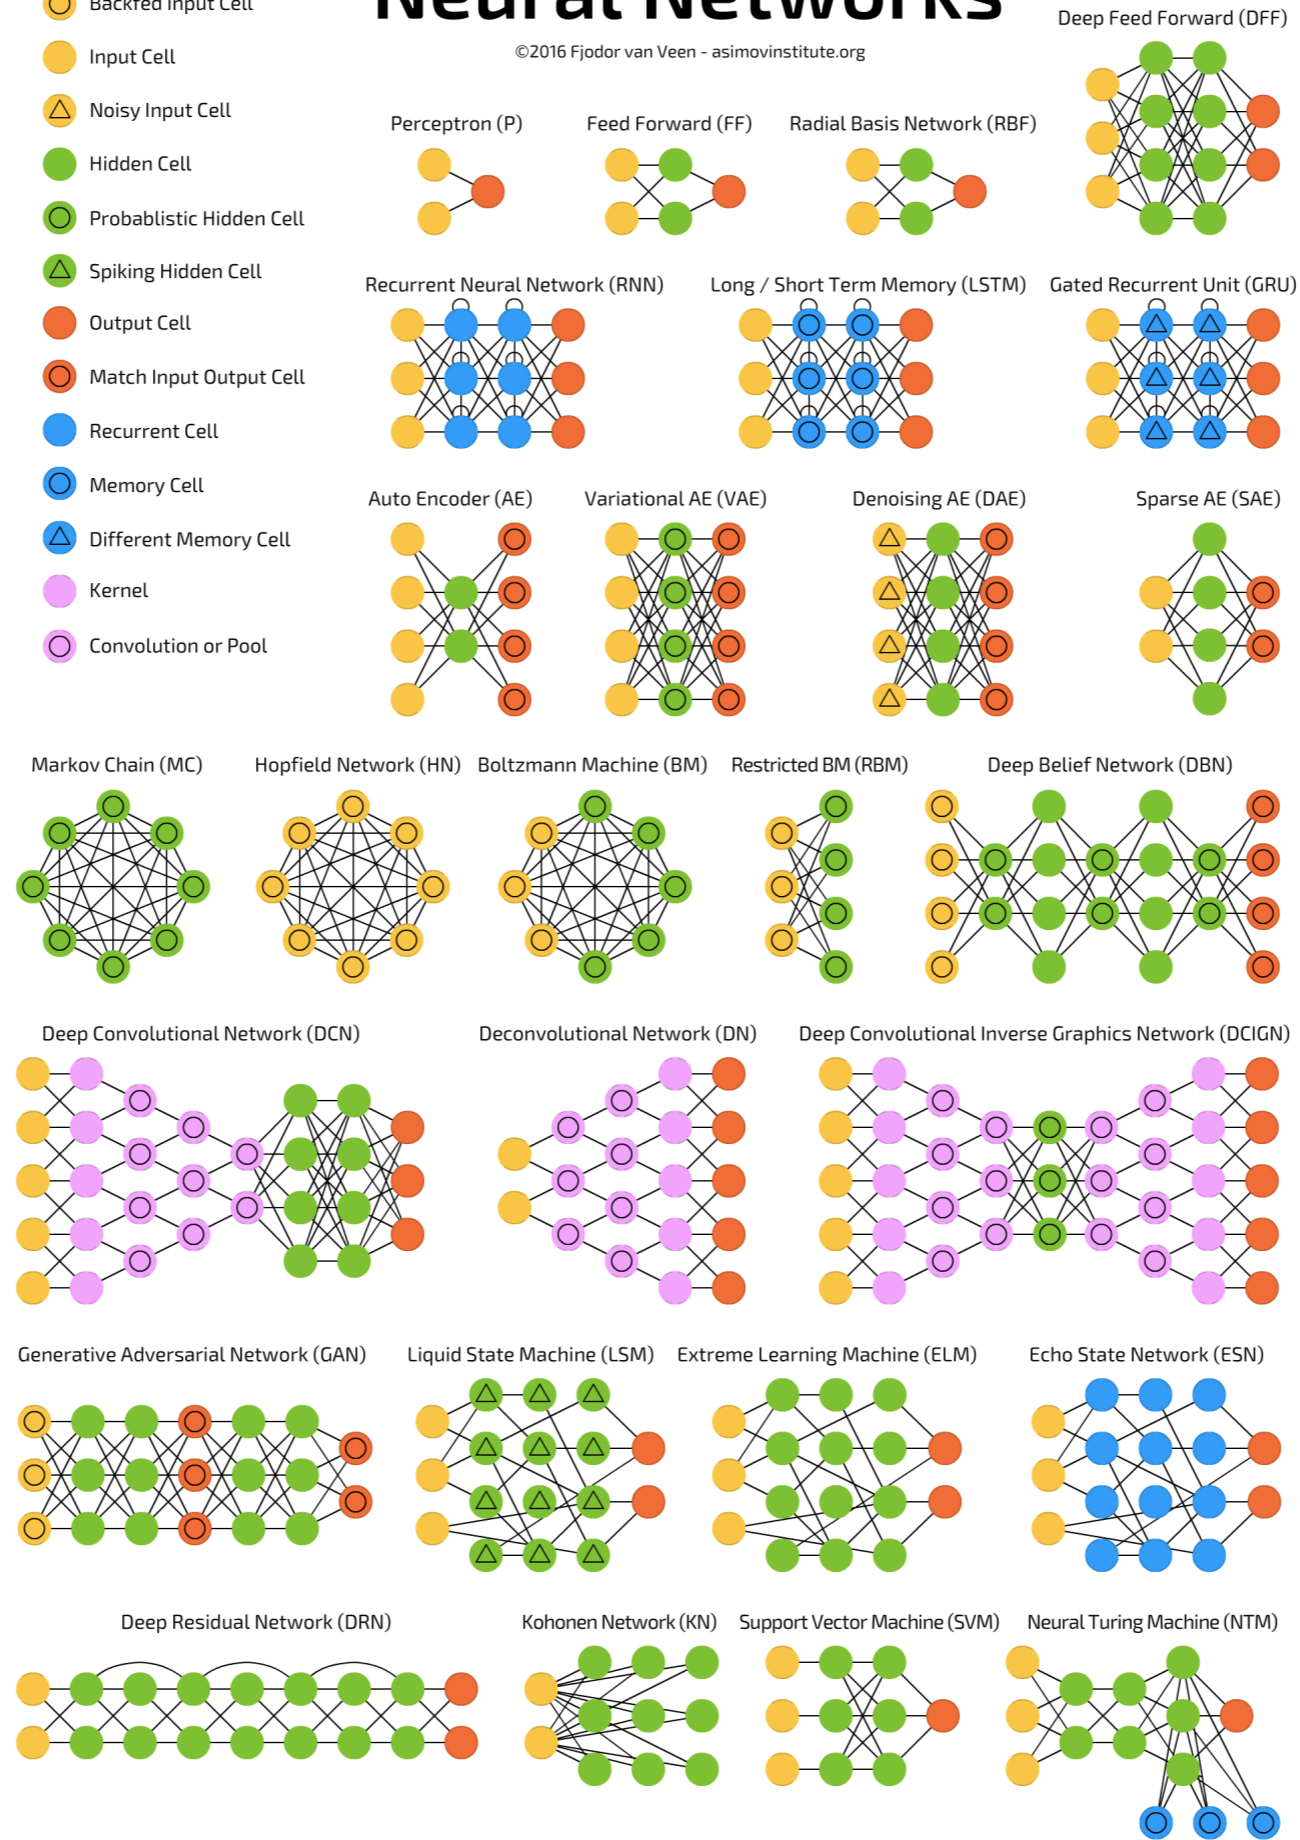 Backfed Input Cell
Neural Networks
Deep Feed Forward (DFF)
Input Cell
©2016 Fjodor van Veen - asimovinstitute.org
Noisy Input Cell
Perceptron (P)
Feed Forward (FF)
Radial Basis Network (RBF)
Hidden Cell
Probablistic Hidden Cell
Spiking Hidden Cell
Recurrent Neural Network (RNN)
Long / Short Term Memory (LSTM)
Gated Recurrent Unit (GRU)
Output Cell
Match Input Output Cell
Recurrent Cell
Memory Cell
Auto Encoder (AE)
Variational AE (VAE)
Denoising AE (DAE)
Sparse AE (SAE)
Different Memory Cell
Kernel
Convolution or Pool
Markov Chain (MC)
Hopfield Network (HN)
Boltzmann Machine (BM)
Restricted BM (RBM)
Deep Belief Network (DBN)
Deep Convolutional Network (DCN)
Deconvolutional Network (DN)
Deep Convolutional Inverse Graphics Network (DCIGN)
Generative Adversarial Network (GAN)
Liquid State Machine (LSM)
Extreme Learning Machine (ELM)
Echo State Network (ESN)
Deep Residual Network (DRN)
Kohonen Network (KN)
Support Vector Machine (SVM)
Neural Turing Machine (NTM)